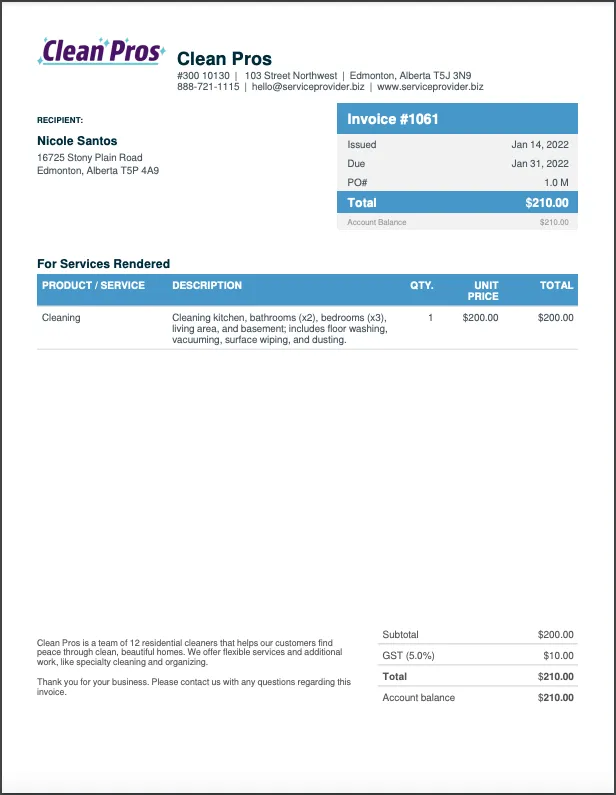 Clean Pros
Clean Pros
#300 10130 | 103 Street Northwest | Edmonton, Alberta T5J 3N9
888-721-1115 | hello@serviceprovider.biz | www.serviceprovider.biz
RECIPIENT:
Nicole Santos
16725 Stony Plain Road
Edmonton, Alberta T5P 4A9
Invoice #1061
Issued Jan 14, 2022
Due Jan 31, 2022
PO# 1.0 M
Total $210.00
Account Balance $210.00
For Services Rendered
PRODUCT / SERVICE DESCRIPTION QTY. UNIT PRICE TOTAL
Cleaning Cleaning kitchen, bathrooms (x2), bedrooms (x3), 1 $200.00 $200.00
living area, and basement; includes floor washing,
vacuuming, surface wiping, and dusting.
Clean Pros is a team of 12 residential cleaners that helps our customers find
peace through clean, beautiful homes. We offer flexible services and additional
work, like specialty cleaning and organizing.
Thank you for your business. Please contact us with any questions regarding this
invoice.
Subtotal $200.00
GST (5.0%) $10.00
Total $210.00
Account balance $210.00